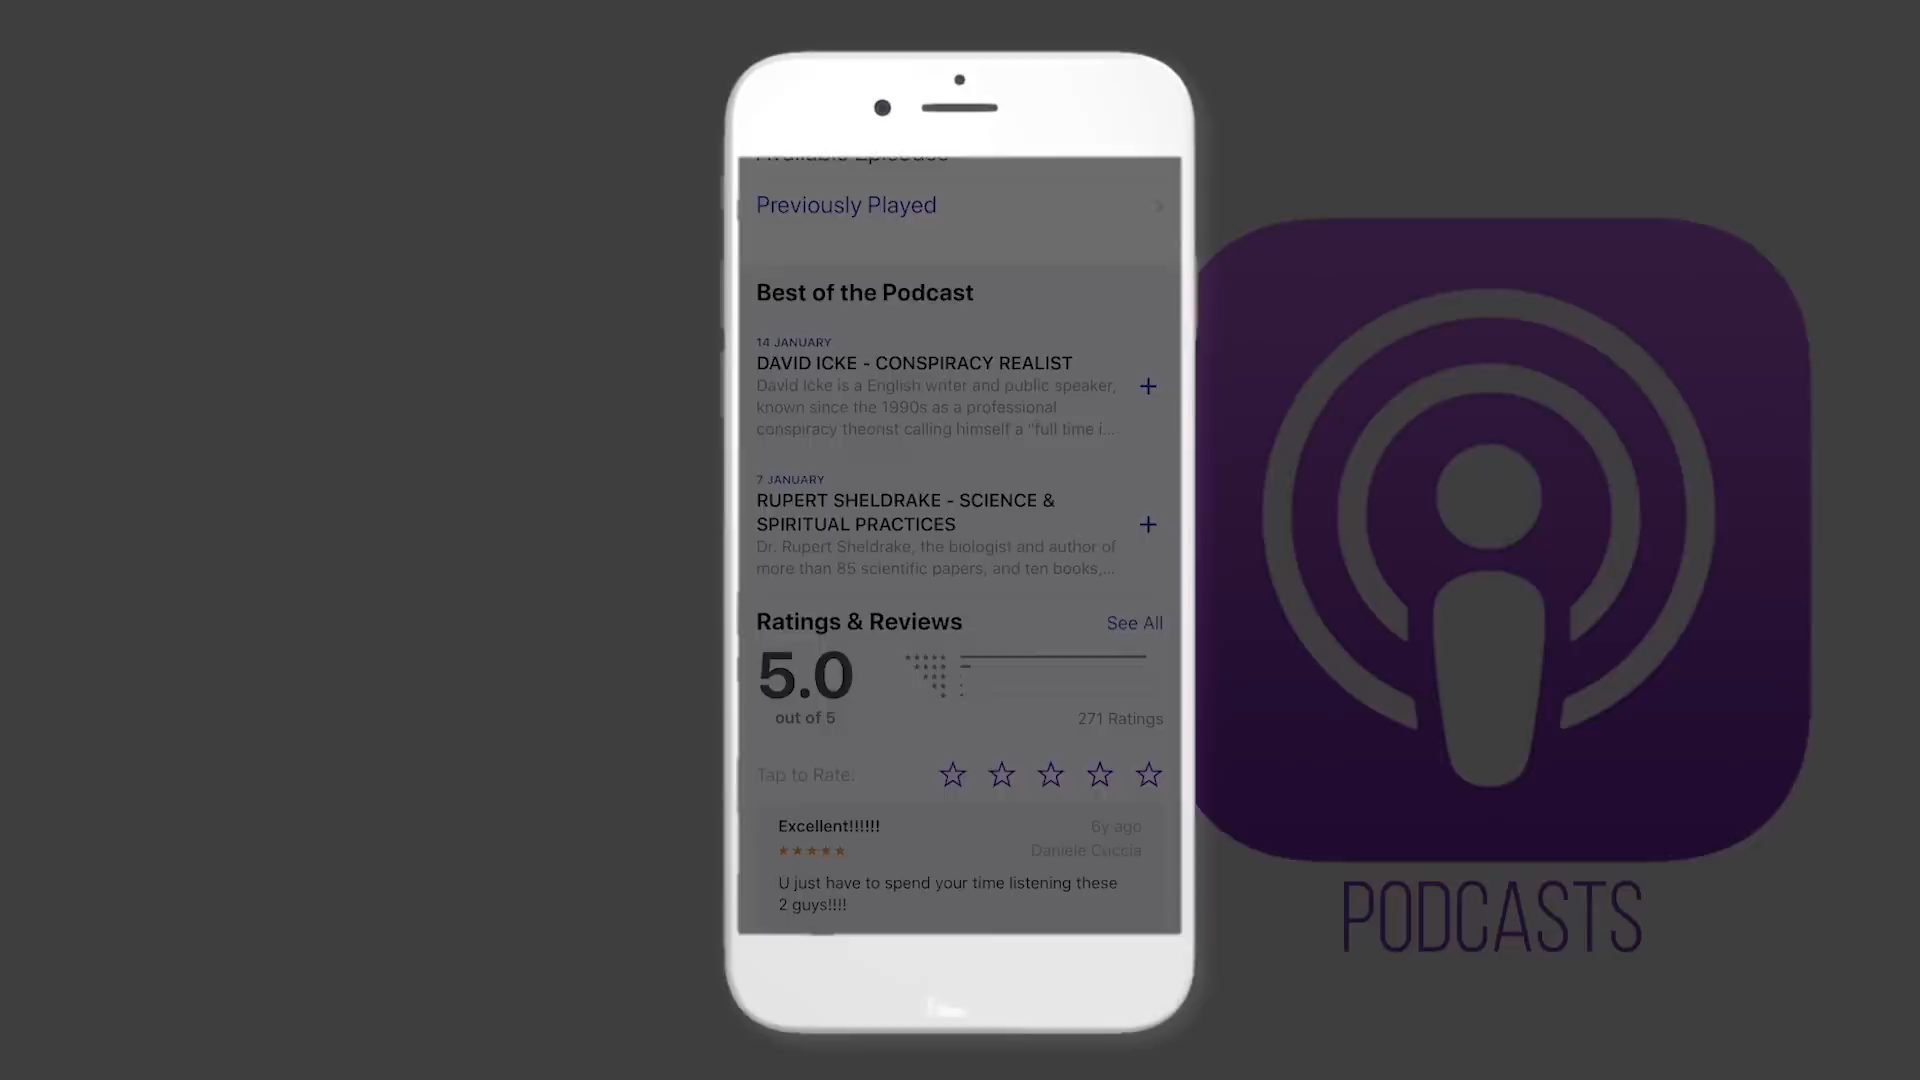 Available Episodes
Previously Played
Best of the Podcast
14 JANUARY
DAVID ICKE - CONSPIRACY REALIST
David Icke is a English writer and public speaker,
known since the 1990s as a professional
conspiracy theorist calling himself a "full time i...
7 JANUARY
RUPERT SHELDRAKE - SCIENCE &
SPIRITUAL PRACTICES
Dr. Rupert Sheldrake, the biologist and author of
more than 85 scientific papers, and ten books,...
Ratings & Reviews
See All
5.0
out of 5
271 Ratings
Tap to Rate:
Excellent!!!!!!
6y ago
Daniele Cuccia
U just have to spend your time listening these
2 guys!!!!
PODCASTS